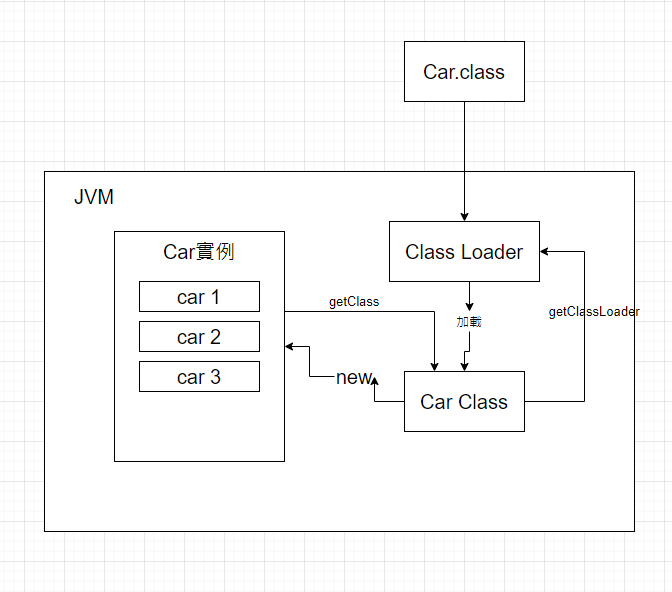 Car.class
JVM
Car實例
car 1
car 2
car 3
Class Loader
getClass
加載
getClassLoader
new
Car Class